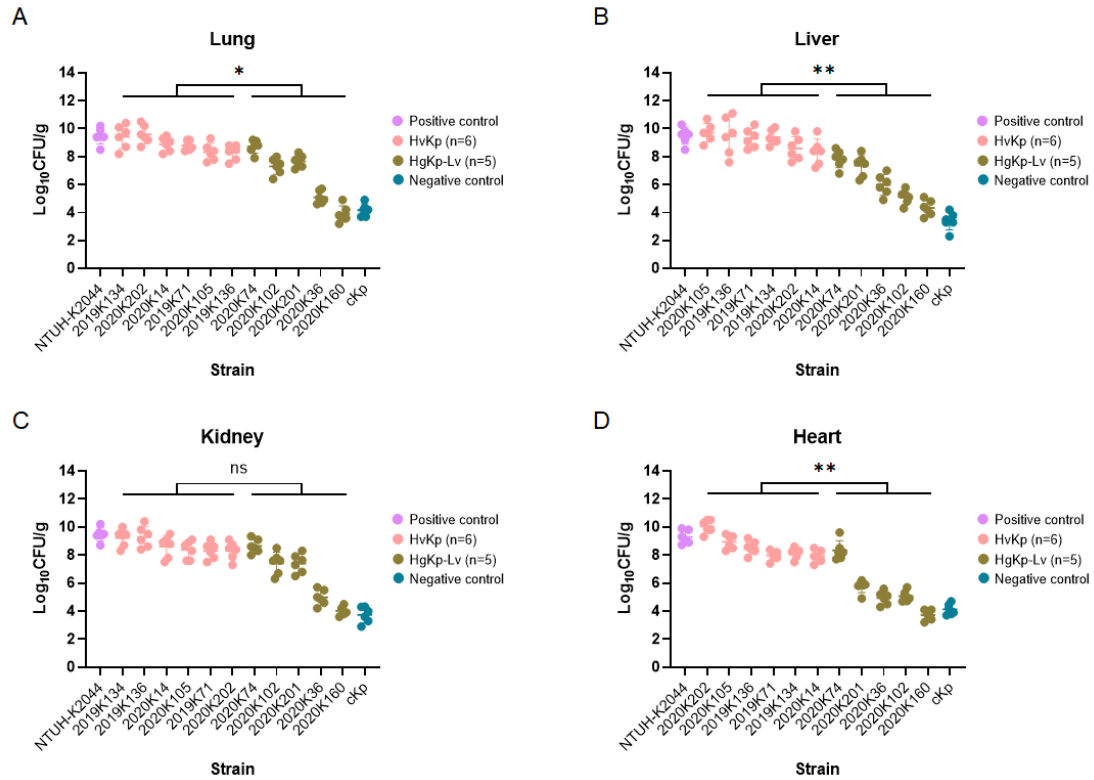 A
Lung
*
Log10CFU/g
14
12
10
8
6
4
2
0
NTUH-K2044
2019K134
2020K202
2020K14
2019K71
2020K105
2019K136
2020K74
2020K102
2020K201
2020K36
2020K160
cKp
Strain
Positive control
HvKp (n=6)
HgKp-Lv (n=5)
Negative control
B
Liver
**
Log10CFU/g
14
12
10
8
6
4
2
0
NTUH-K2044
2020K105
2019K136
2019K71
2019K134
2020K202
2020K14
2020K74
2020K201
2020K36
2020K102
2020K160
cKp
Strain
Positive control
HvKp (n=6)
HgKp-Lv (n=5)
Negative control
C
Kidney
ns
Log10CFU/g
14
12
10
8
6
4
2
0
NTUH-K2044
2019K134
2019K136
2020K14
2020K105
2019K71
2020K202
2020K74
2020K102
2020K201
2020K36
2020K160
cKp
Strain
Positive control
HvKp (n=6)
HgKp-Lv (n=5)
Negative control
D
Heart
**
Log10CFU/g
14
12
10
8
6
4
2
0
NTUH-K2044
2020K202
2020K105
2019K136
2019K71
2019K134
2020K14
2020K74
2020K201
2020K36
2020K102
2020K160
cKp
Strain
Positive control
HvKp (n=6)
HgKp-Lv (n=5)
Negative control